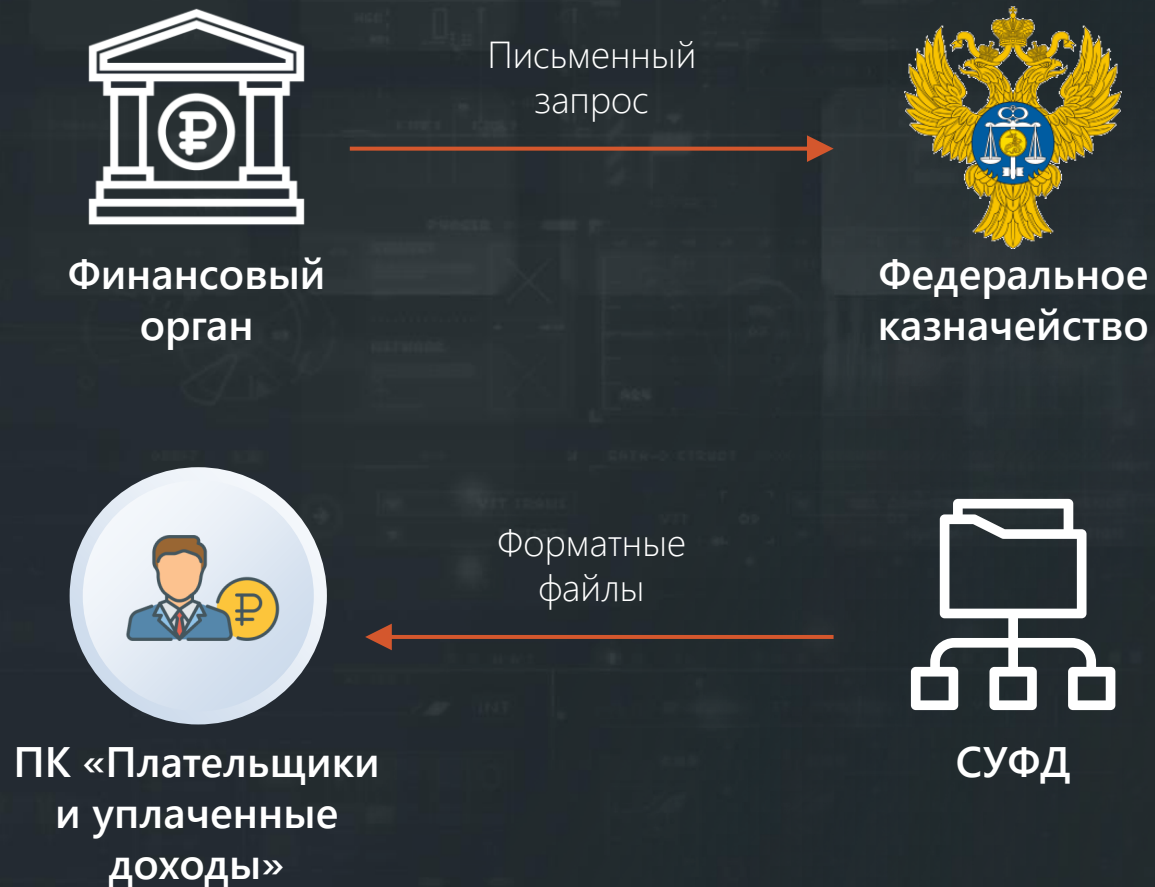 Письменный
запрос
Финансовый
орган
Федеральное
казначейство
Форматные
файлы
ПК «Плательщики
и уплаченные
доходы»
СУФД